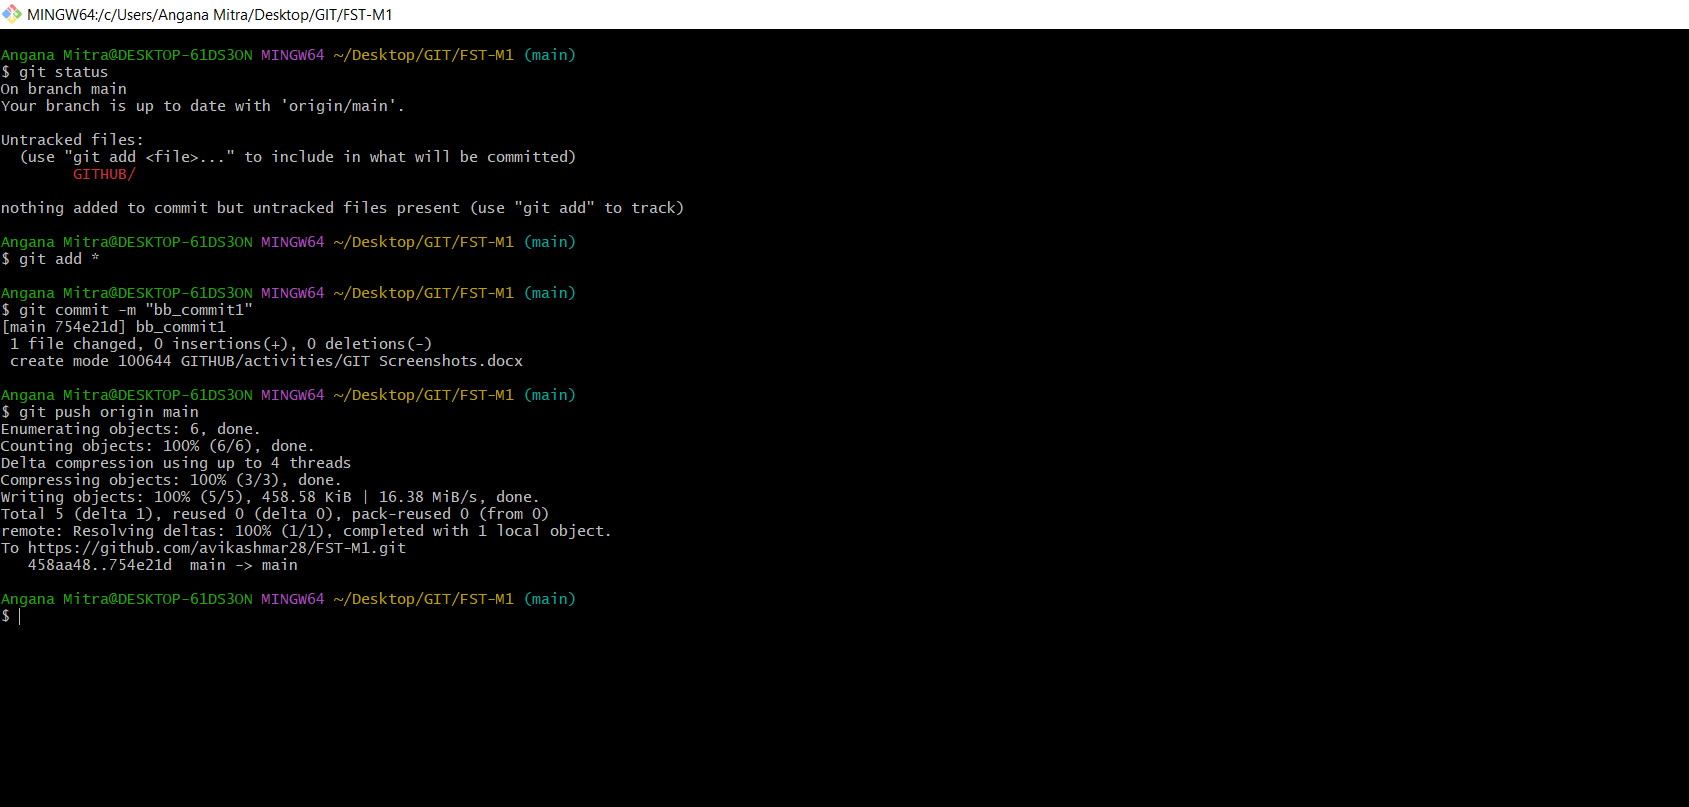 MINGW64:/c/Users/Angana Mitra/Desktop/GIT/FST-M1
Angana Mitra@DESKTOP-61DS3ON MINGW64 ~/Desktop/GIT/FST-M1 (main)
$ git status
On branch main
Your branch is up to date with 'origin/main'.
Untracked files:
  (use "git add <file>..." to include in what will be committed)
        GITHUB/
nothing added to commit but untracked files present (use "git add" to track)
Angana Mitra@DESKTOP-61DS3ON MINGW64 ~/Desktop/GIT/FST-M1 (main)
$ git add *
Angana Mitra@DESKTOP-61DS3ON MINGW64 ~/Desktop/GIT/FST-M1 (main)
$ git commit -m "bb_commit1"
[main 754e21d] bb_commit1
 1 file changed, 0 insertions(+), 0 deletions(-)
 create mode 100644 GITHUB/activities/GIT Screenshots.docx
Angana Mitra@DESKTOP-61DS3ON MINGW64 ~/Desktop/GIT/FST-M1 (main)
$ git push origin main
Enumerating objects: 6, done.
Counting objects: 100% (6/6), done.
Delta compression using up to 4 threads
Compressing objects: 100% (3/3), done.
Writing objects: 100% (5/5), 458.58 KiB | 16.38 MiB/s, done.
Total 5 (delta 1), reused 0 (delta 0), pack-reused 0 (from 0)
remote: Resolving deltas: 100% (1/1), completed with 1 local object.
To https://github.com/avikashmar28/FST-M1.git
   458aa48..754e21d  main -> main
Angana Mitra@DESKTOP-61DS3ON MINGW64 ~/Desktop/GIT/FST-M1 (main)
$